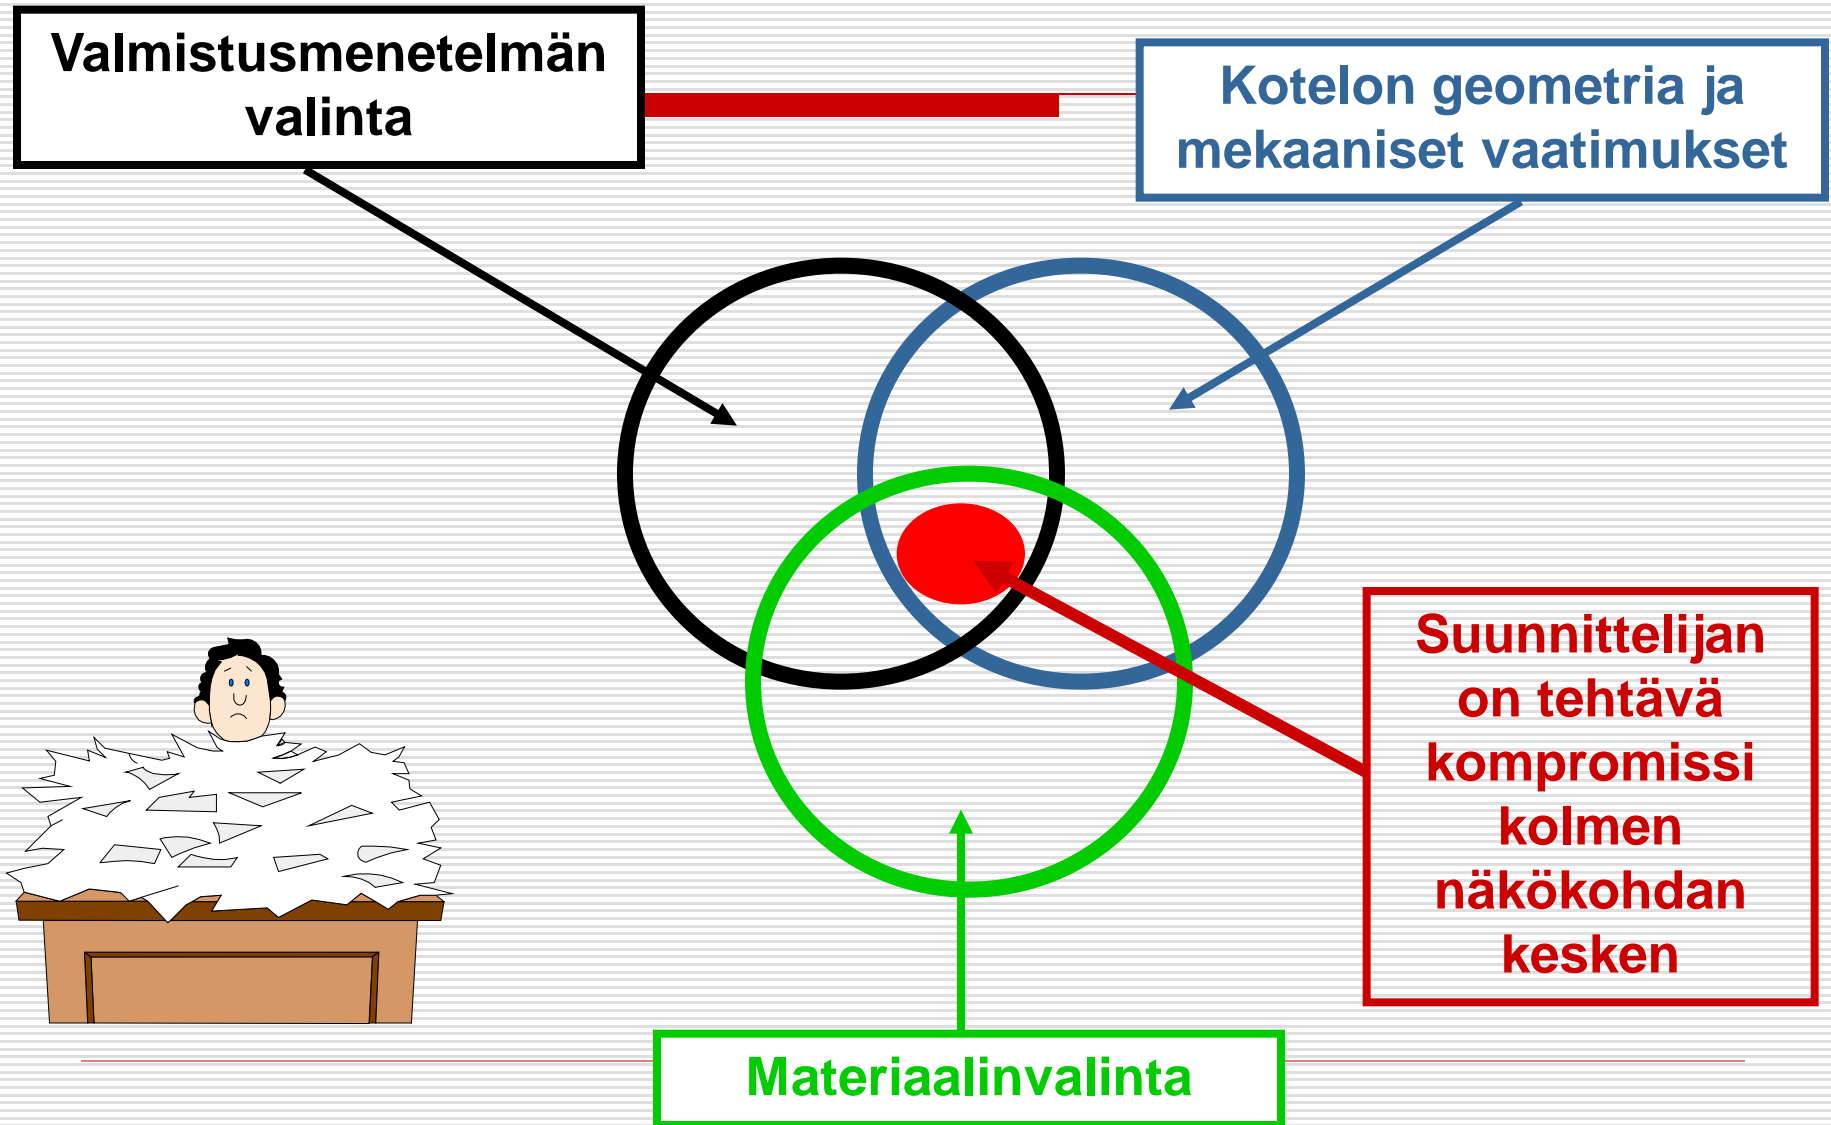 Valmistusmenetelmän
valinta
Kotelon geometria ja
mekaaniset vaatimukset
Suunnittelijan
on tehtävä
kompromissi
kolmen
näkökohdan
kesken
Materiaalinvalinta